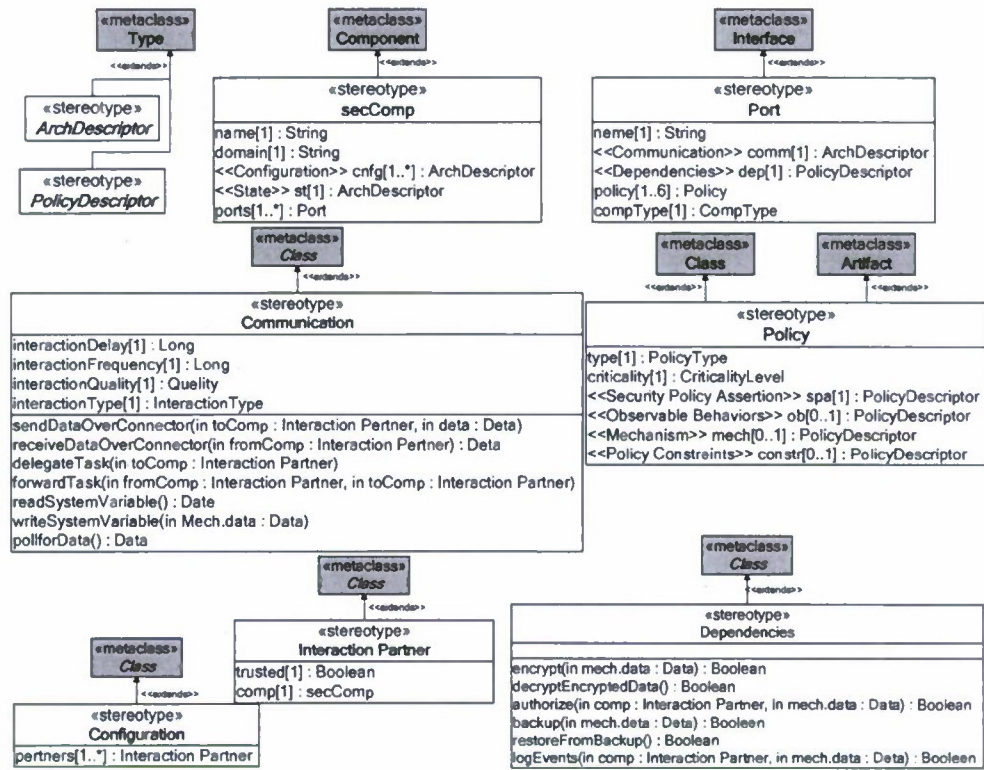 «metaclass»
Type
<<extends>>
«stereotype»
ArchDescriptor
«stereotype»
PolicyDescriptor
«metaclass»
Component
<<extends>>
«stereotype»
secComp
name[1] : String
domain[1] : String
<<Configuration>> cnfg[1..*] : ArchDescriptor
<<State>> st[1] : ArchDescriptor
ports[1..*] : Port
«metaclass»
Interface
<<extends>>
«stereotype»
Port
neme[1] : String
<<Communication>> comm[1] : ArchDescriptor
<<Dependencies>> dep[1] : PolicyDescriptor
policy[1..6] : Policy
compType[1] : CompType
«metaclass»
Class
<<extends>>
«stereotype»
Communication
interactionDelay[1] : Long
interactionFrequency[1] : Long
interactionQuality[1] : Quelity
interactionType[1] : InteractionType
sendDataOverConnector(in toComp : Interaction Pertner, in deta : Deta)
receiveDataOverConnector(in fromComp : Interaction Pertner) : Deta
delegateTask(in toComp : Interaction Partner)
forwardTask(in fromComp : Interaction Partner, in toComp : Interaction Partner)
readSystemVariable() : Date
writeSystemVariable(in Mech.data : Data)
pollforData() : Data
«metaclass»
Class
<<extends>>
«metaclass»
Artifact
<<extends>>
«stereotype»
Policy
type[1] : PolicyType
criticality[1] : CriticalityLevel
<<Security Policy Assertion>> spa[1] : PolicyDescriptor
<<Observable Behaviors>> ob[0..1] : PolicyDescriptor
<<Mechanism>> mech[0..1] : PolicyDescriptor
<<Policy Constraints>> constr[0..1] : PolicyDescriptor
«metaclass»
Class
<<extends>>
«stereotype»
Interaction Partner
trusted[1] : Boolean
comp[1] : secComp
«metaclass»
Class
<<extends>>
«stereotype»
Configuration
pertners[1..*] : Interaction Partner
«metaclass»
Class
<<extends>>
«stereotype»
Dependencies
encrypt(in mech.data : Data) : Boolean
decryptEncryptedData() : Boolean
authorize(in comp : Interaction Partner, in mech.data : Data) : Boolean
backup(in mech.data : Deta) : Boolean
restoreFromBackup() : Boolean
logEvents(in comp : Interaction Partner, in mech.data : Data) : Boolean